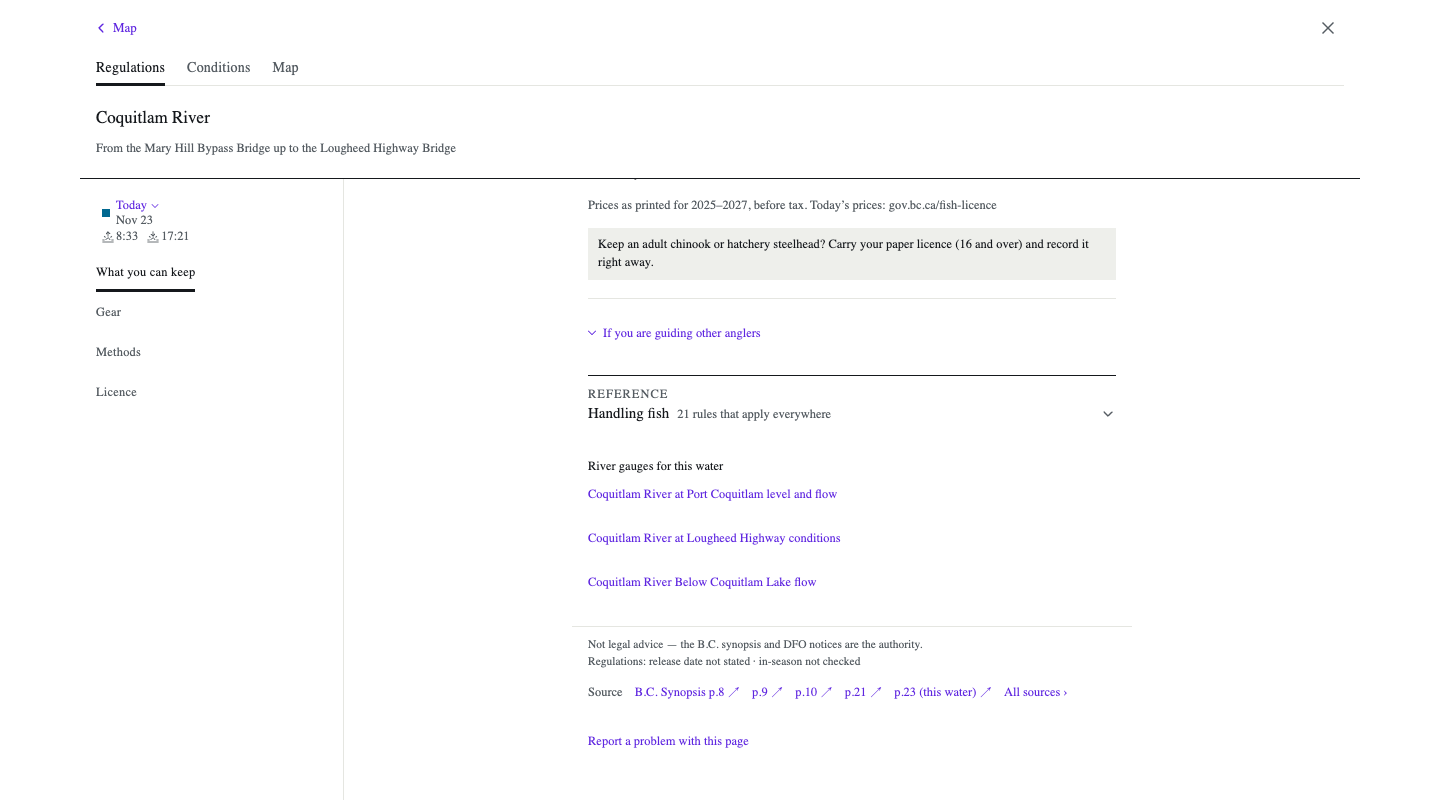 Map
Regulations
Conditions
Map
Coquitlam River
From the Mary Hill Bypass Bridge up to the Lougheed Highway Bridge
Today
Nov 23
8:33 17:21
What you can keep
Gear
Methods
Licence
Prices as printed for 2025–2027, before tax. Today’s prices: gov.bc.ca/fish-licence
Keep an adult chinook or hatchery steelhead? Carry your paper licence (16 and over) and record it
right away.
If you are guiding other anglers
REFERENCE
Handling fish 21 rules that apply everywhere
River gauges for this water
Coquitlam River at Port Coquitlam level and flow
Coquitlam River at Lougheed Highway conditions
Coquitlam River Below Coquitlam Lake flow
Not legal advice — the B.C. synopsis and DFO notices are the authority.
Regulations: release date not stated · in-season not checked
Source B.C. Synopsis p.8 ↗ p.9 ↗ p.10 ↗ p.21 ↗ p.23 (this water) ↗ All sources ›
Report a problem with this page